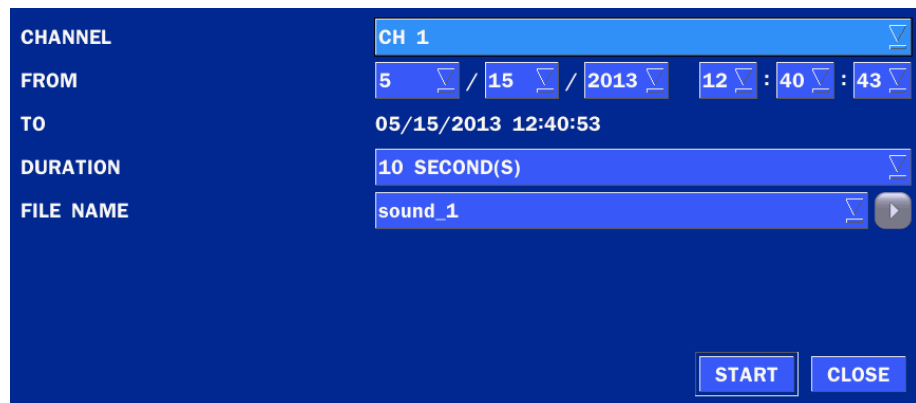 CHANNEL CH 1
FROM 5 / 15 / 2013 12 : 40 : 43
TO 05/15/2013 12:40:53
DURATION 10 SECOND(S)
FILE NAME sound_1
START CLOSE